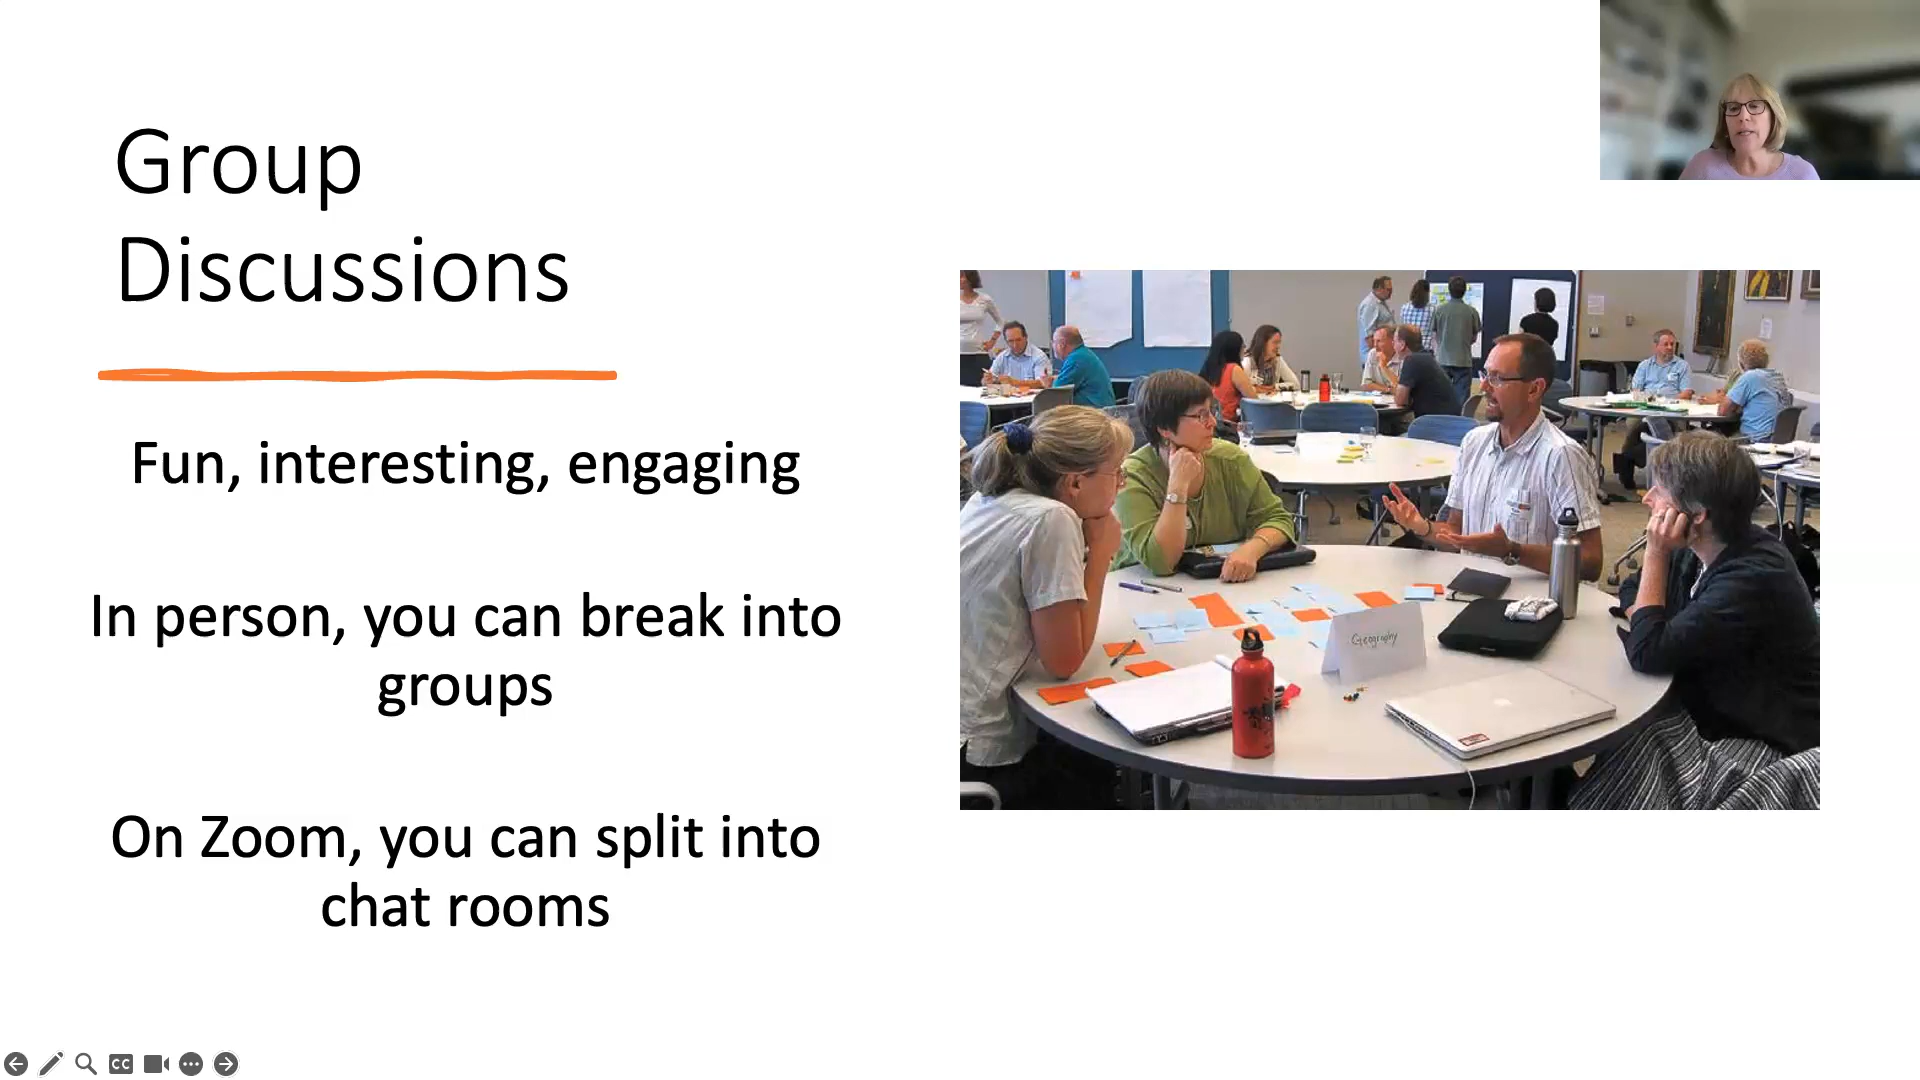 Group
Discussions
Fun, interesting, engaging
In person, you can break into
groups
On Zoom, you can split into
chat rooms
Geography
CC